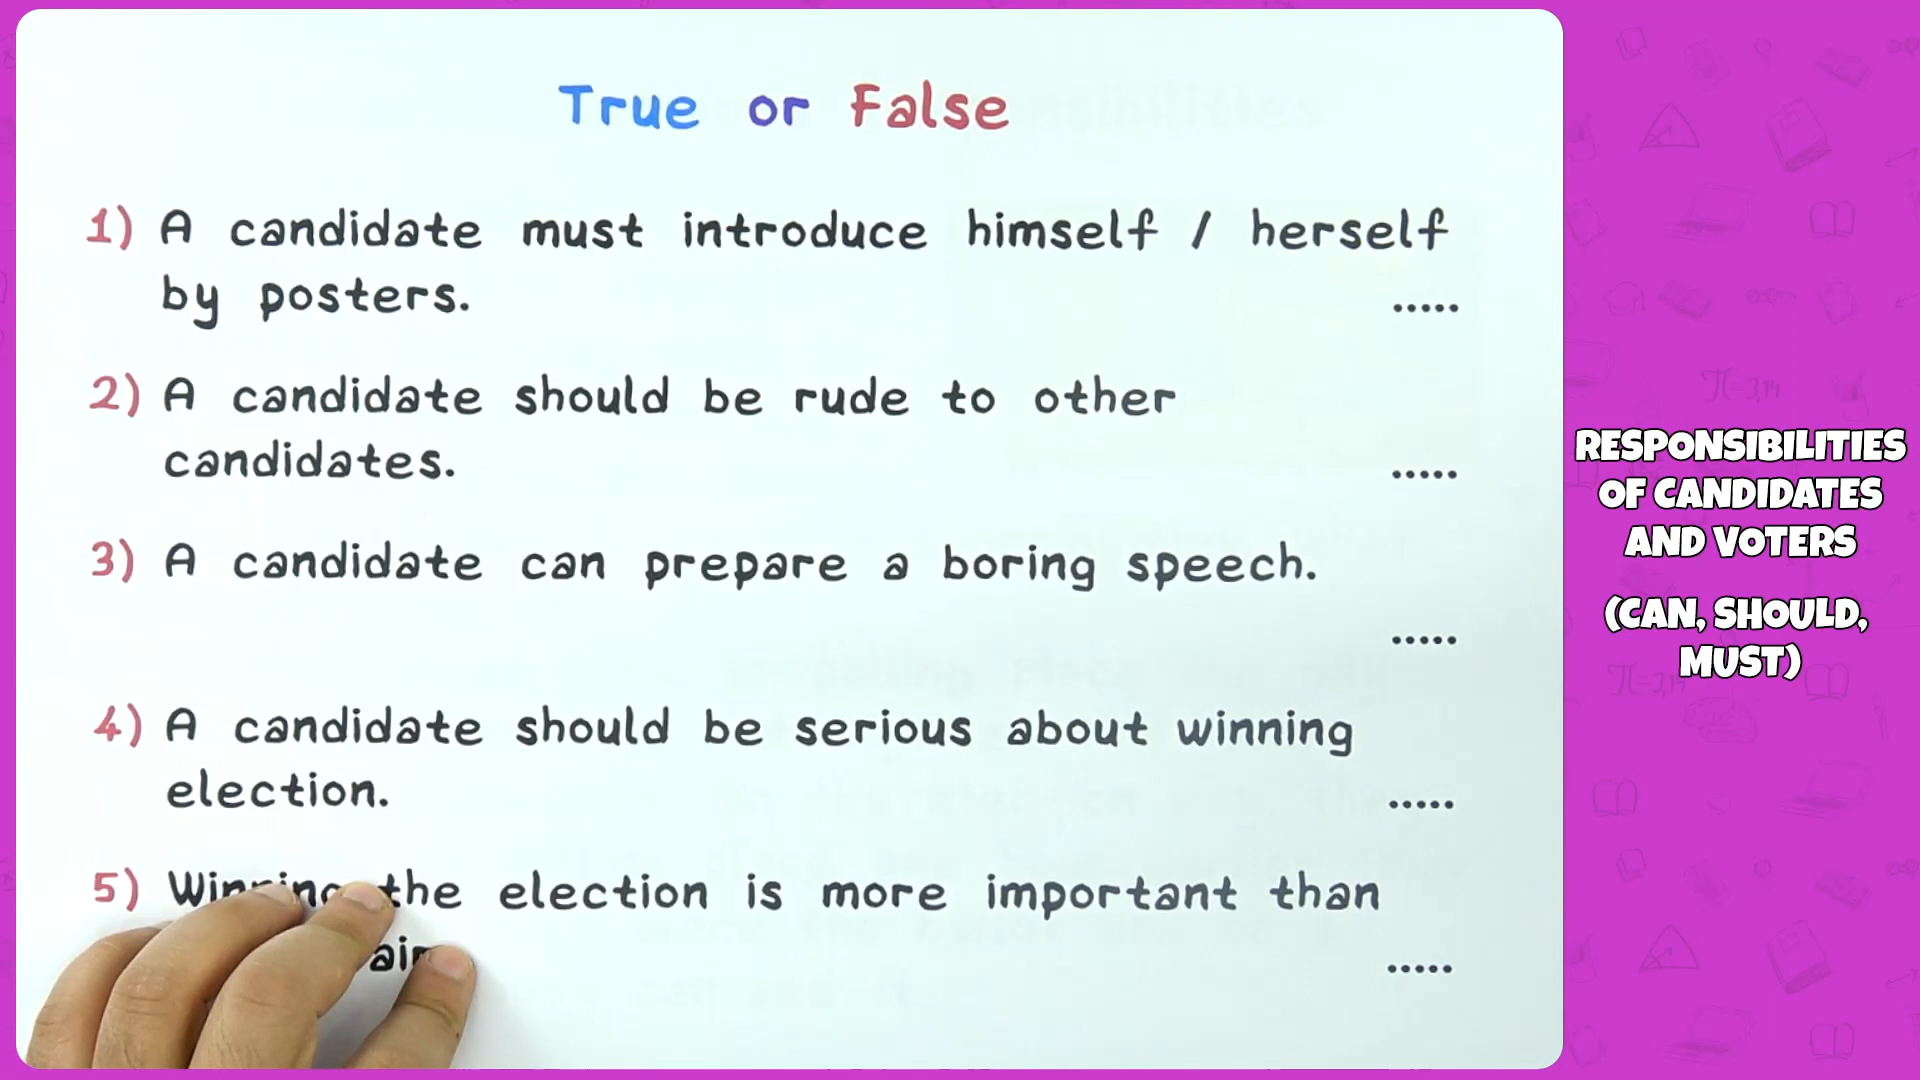 True or False
1) A candidate must introduce himself / herself
by posters. .....
2) A candidate should be rude to other
candidates. .....
3) A candidate can prepare a boring speech.
.....
4) A candidate should be serious about winning
election. .....
5) Winning the election is more important than
.....
RESPONSIBILITIES
OF CANDIDATES
AND VOTERS
(CAN, SHOULD,
MUST)